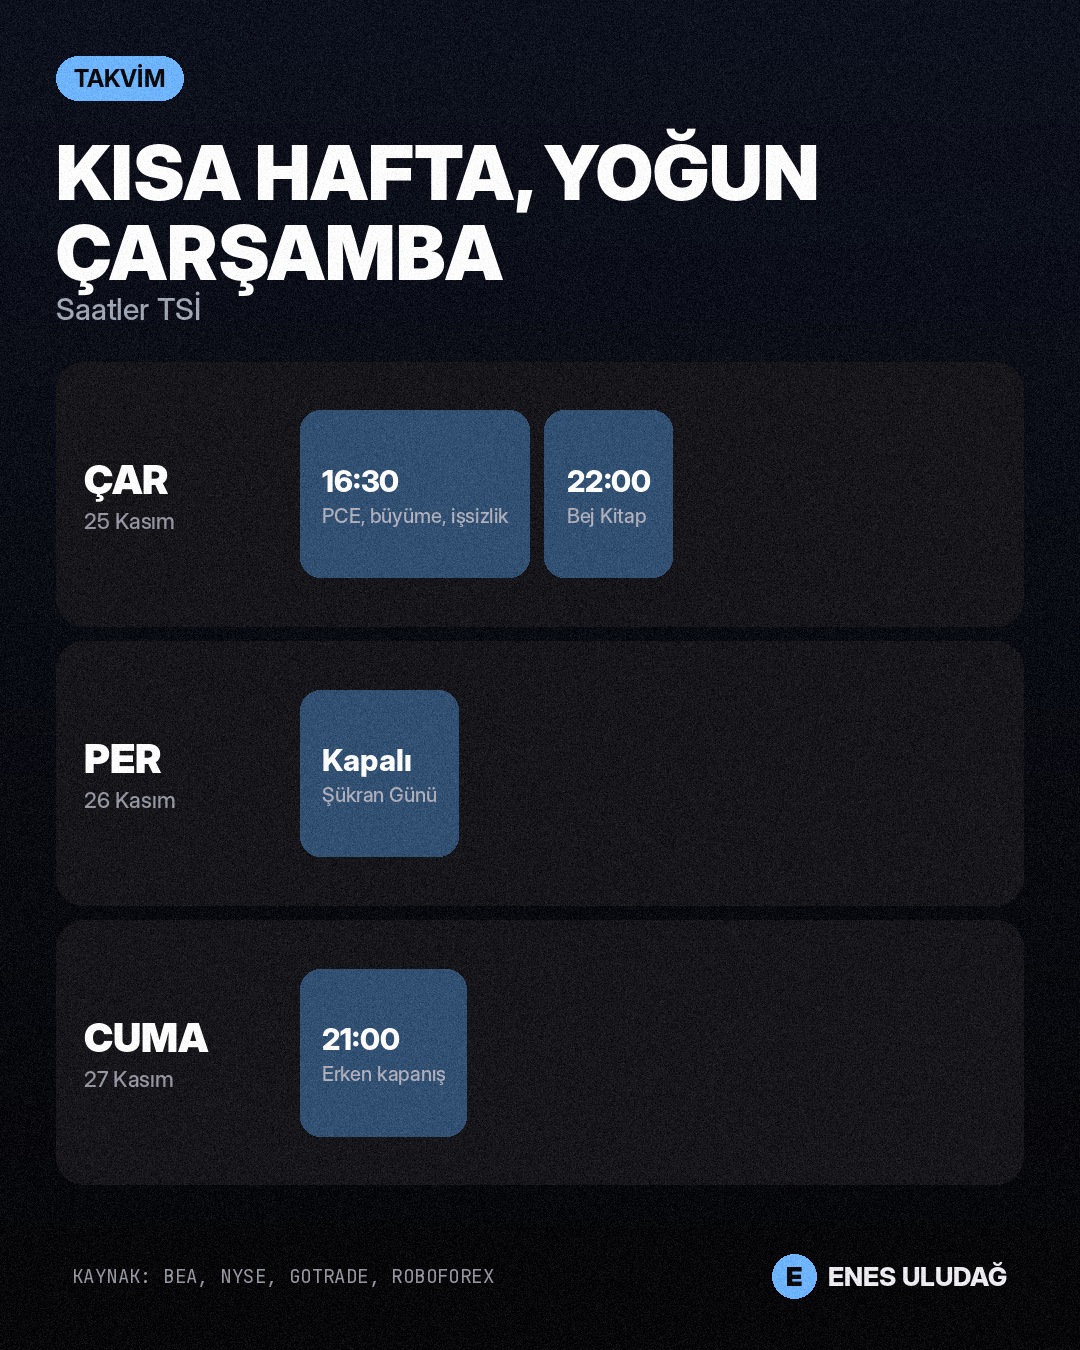 TAKVİM
KISA HAFTA, YOĞUN
ÇARŞAMBA
Saatler TSİ
ÇAR
25 Kasım
16:30
PCE, büyüme, işsizlik
22:00
Bej Kitap
PER
26 Kasım
Kapalı
Şükran Günü
CUMA
27 Kasım
21:00
Erken kapanış
KAYNAK: BEA, NYSE, GOTRADE, ROBOFOREX
E ENES ULUDAĞ